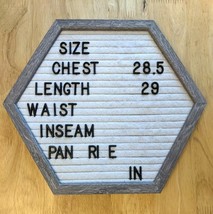 SIZE
CHEST 28.5
LENGTH 29
WAIST
INSEAM
PAN RI E
IN